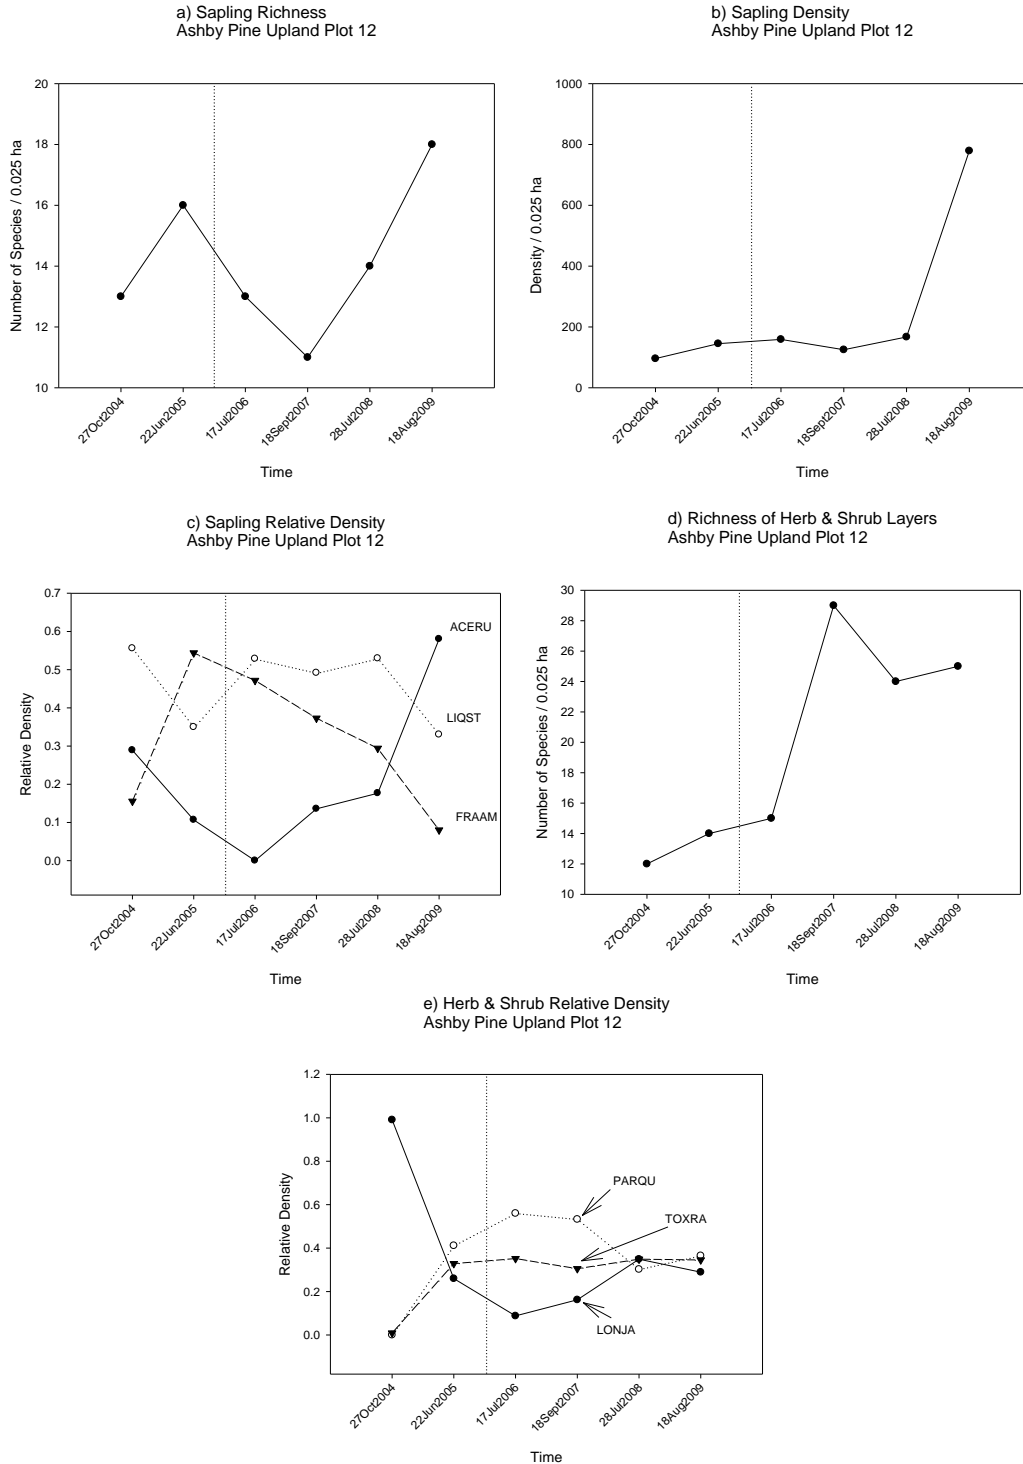 a) Sapling Richness
Ashby Pine Upland Plot 12
20
18
16
14
12
10
Number of Species / 0.025 ha
27Oct2004
22Jun2005
17Jul2006
18Sept2007
28Jul2008
18Aug2009
Time
b) Sapling Density
Ashby Pine Upland Plot 12
1000
800
600
400
200
0
Density / 0.025 ha
27Oct2004
22Jun2005
17Jul2006
18Sept2007
28Jul2008
18Aug2009
Time
c) Sapling Relative Density
Ashby Pine Upland Plot 12
0.7
0.6
0.5
0.4
0.3
0.2
0.1
0.0
Relative Density
ACERU
LIQST
FRAAM
27Oct2004
22Jun2005
17Jul2006
18Sept2007
28Jul2008
18Aug2009
Time
d) Richness of Herb & Shrub Layers
Ashby Pine Upland Plot 12
30
28
26
24
22
20
18
16
14
12
10
Number of Species / 0.025 ha
27Oct2004
22Jun2005
17Jul2006
18Sept2007
28Jul2008
18Aug2009
Time
e) Herb & Shrub Relative Density
Ashby Pine Upland Plot 12
1.2
1.0
0.8
0.6
0.4
0.2
0.0
Relative Density
PARQU
TOXRA
LONJA
27Oct2004
22Jun2005
17Jul2006
18Sept2007
28Jul2008
18Aug2009
Time